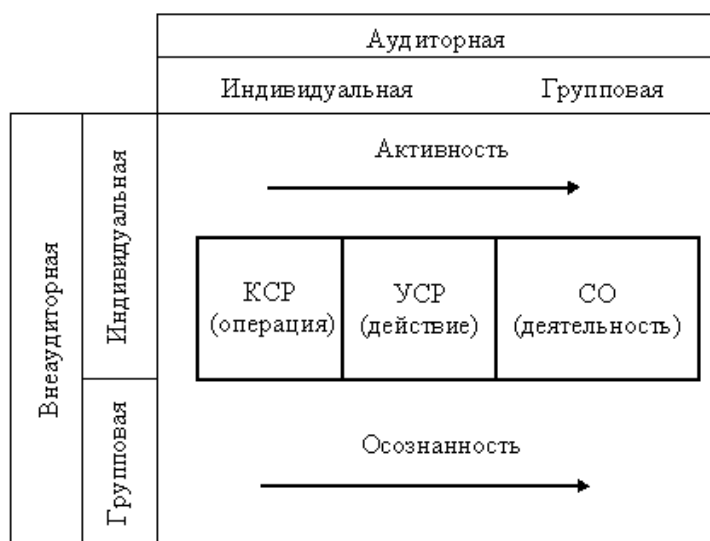 Аудиторная
Индивидуальная Групповая
Внеаудиторная
Индивидуальная
Групповая
Активность
КСР
(операция)
УСР
(действие)
СО
(деятельность)
Осознанность